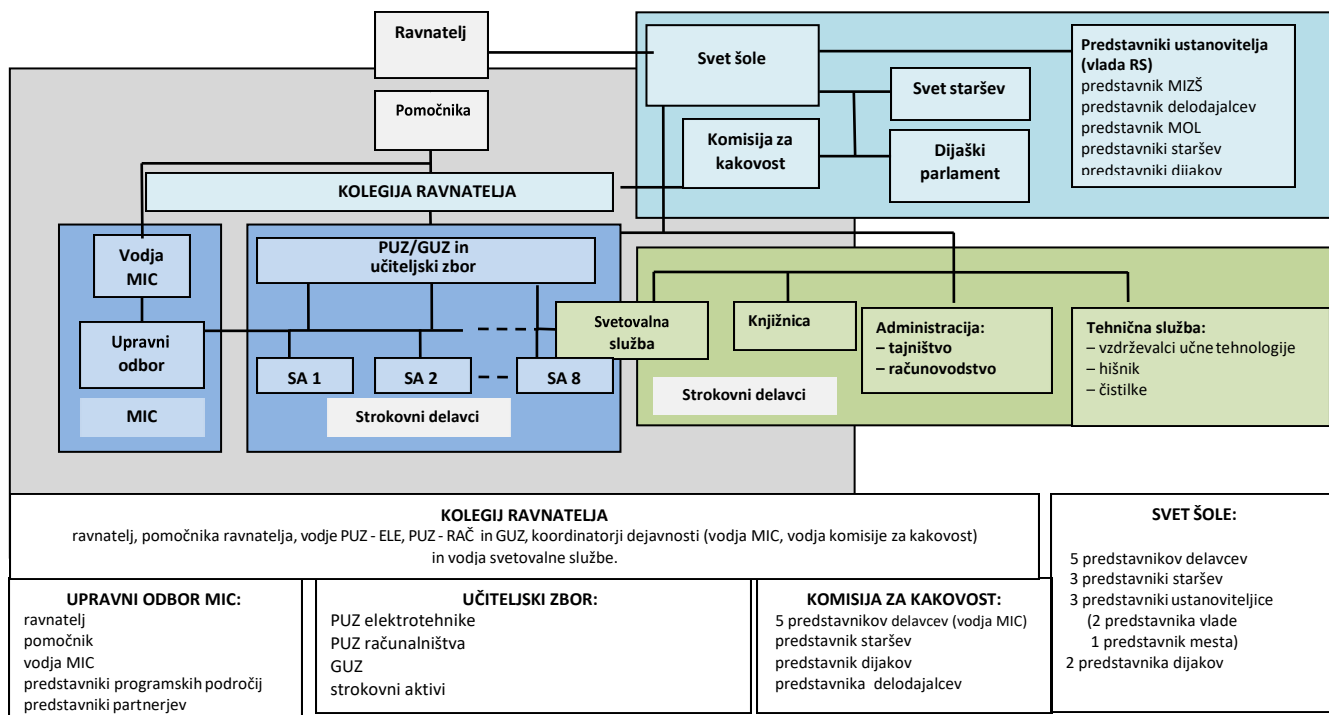 Ravnatelj
Svet šole
Predstavniki ustanovitelja
(vlada RS)
predstavnik MIZŠ
predstavnik delodajalcev
predstavnik MOL
predstavniki staršev
predstavniki dijakov
Svet staršev
Pomočnika
Komisija za
kakovost
Dijaški
parlament
KOLEGIJA RAVNATELJA
Vodja
MIC
PUZ/GUZ in
učiteljski zbor
Upravni
odbor
Svetovalna
služba
Knjižnica
Administracija:
– tajništvo
– računovodstvo
Tehnična služba:
– vzdrževalci učne tehnologije
– hišnik
– čistilke
SA 1
SA 2
SA 8
MIC
Strokovni delavci
Strokovni delavci
KOLEGIJ RAVNATELJA
ravnatelj, pomočnika ravnatelja, vodje PUZ - ELE, PUZ - RAČ in GUZ, koordinatorji dejavnosti (vodja MIC, vodja komisije za kakovost)
in vodja svetovalne službe.
SVET ŠOLE:
5 predstavnikov delavcev
3 predstavniki staršev
3 predstavniki ustanoviteljice
(2 predstavnika vlade
1 predstavnik mesta)
2 predstavnika dijakov
UPRAVNI ODBOR MIC:
ravnatelj
pomočnik
vodja MIC
predstavniki programskih področij
predstavniki partnerjev
UČITELJSKI ZBOR:
PUZ elektrotehnike
PUZ računalništva
GUZ
strokovni aktivi
KOMISIJA ZA KAKOVOST:
5 predstavnikov delavcev (vodja MIC)
predstavnik staršev
predstavnik dijakov
predstavnika delodajalcev